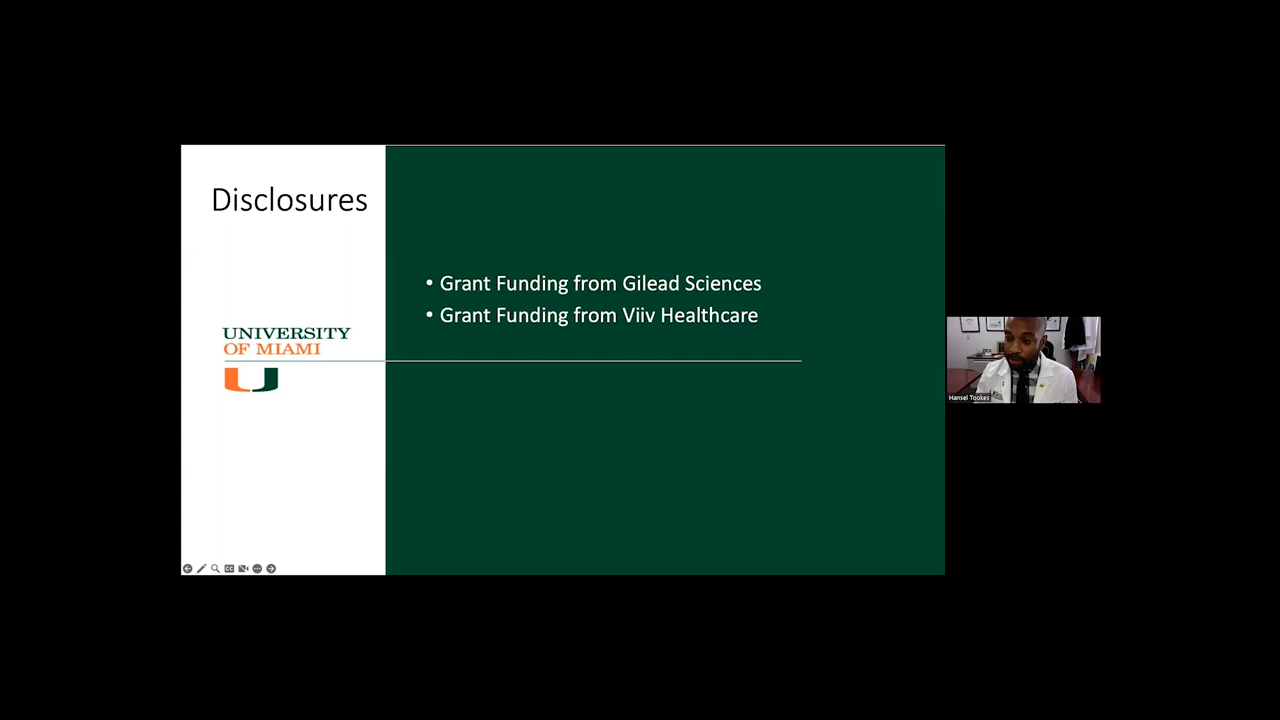 Disclosures
• Grant Funding from Gilead Sciences
• Grant Funding from Viiv Healthcare
UNIVERSITY
OF MIAMI
Hansel Tookes